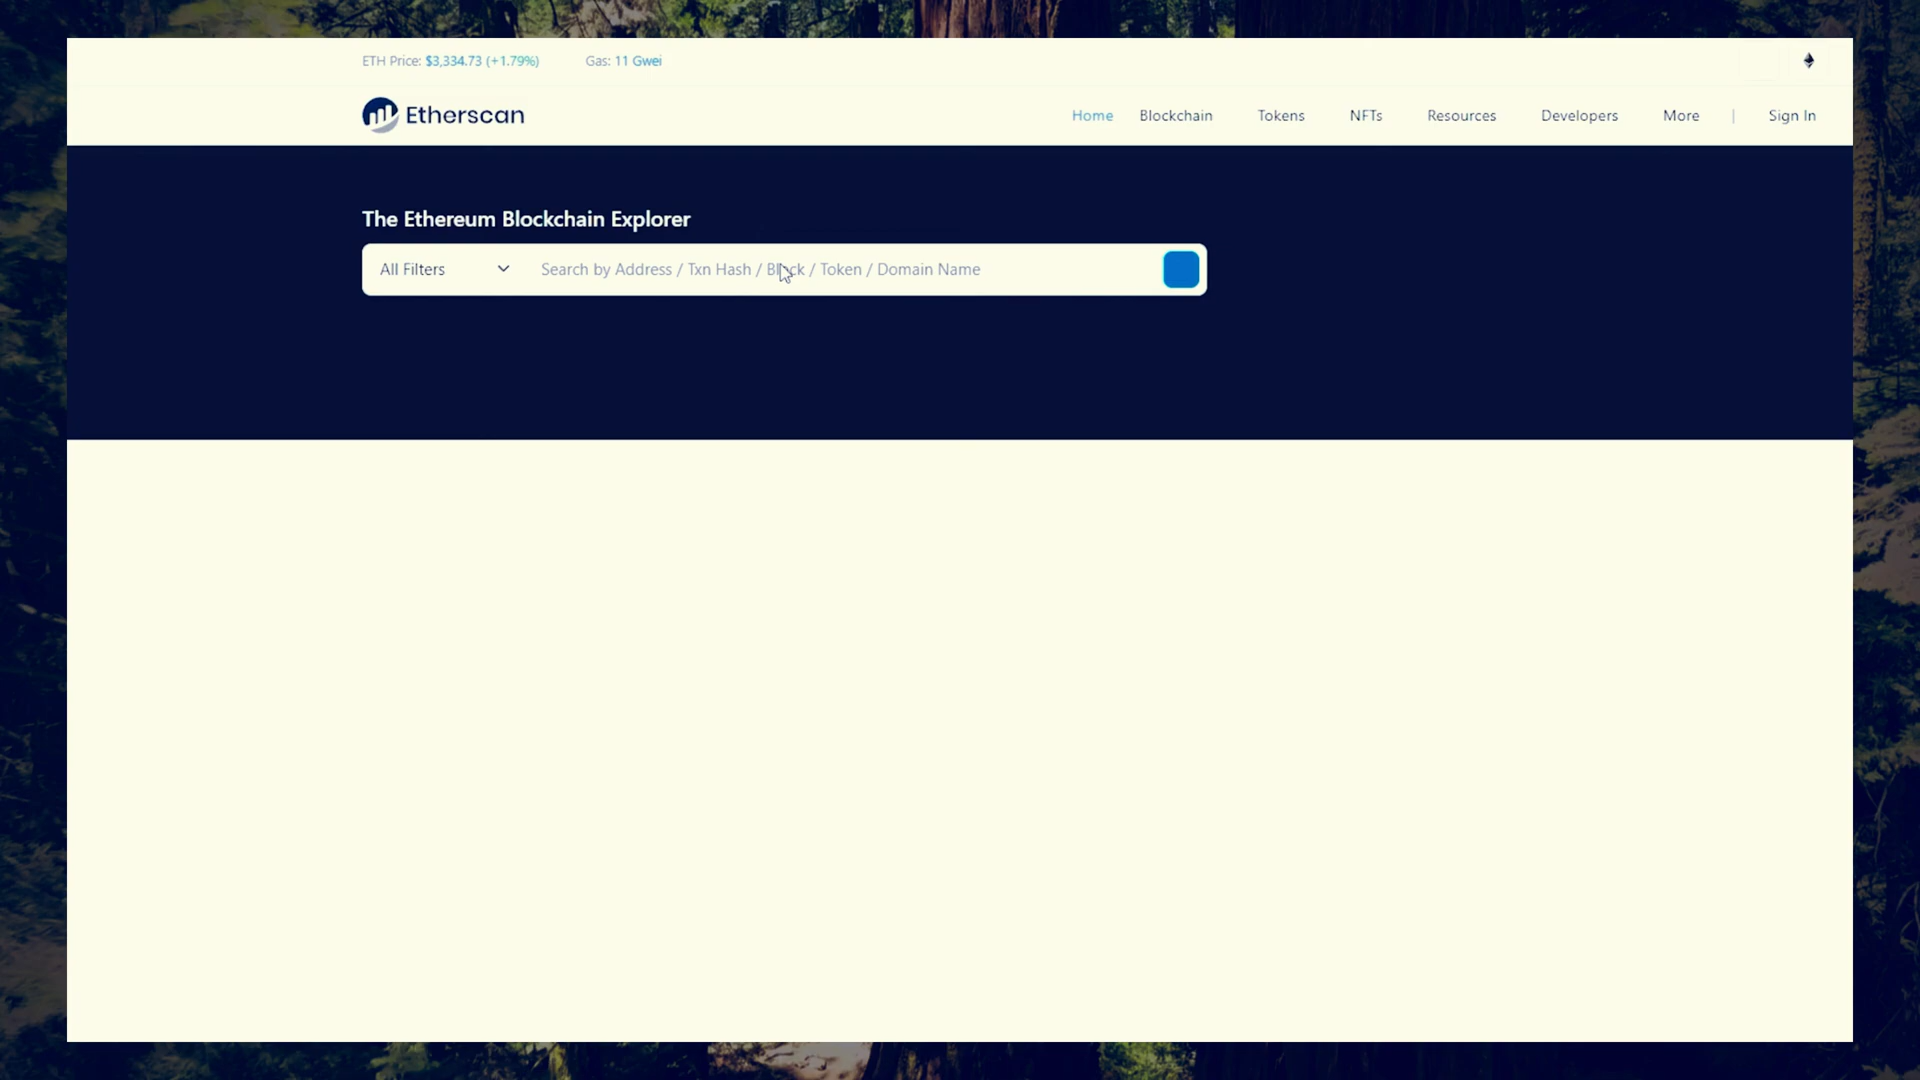 ETH Price: $3,334.73 (+1.79%) Gas: 11 Gwei
Etherscan
Home Blockchain Tokens NFTs Resources Developers More | Sign In
The Ethereum Blockchain Explorer
All Filters Search by Address / Txn Hash / Block / Token / Domain Name